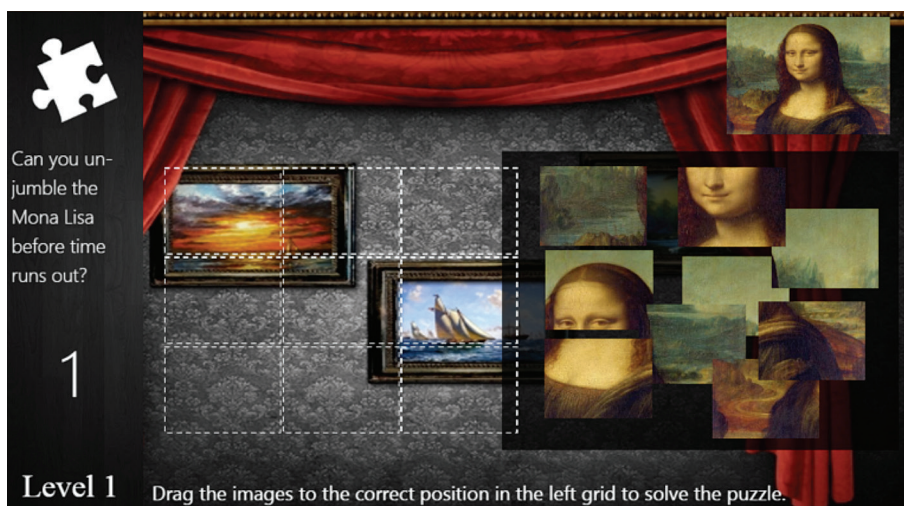 Can you un-
jumble the
Mona Lisa
before time
runs out?
1
Level 1
Drag the images to the correct position in the left grid to solve the puzzle.